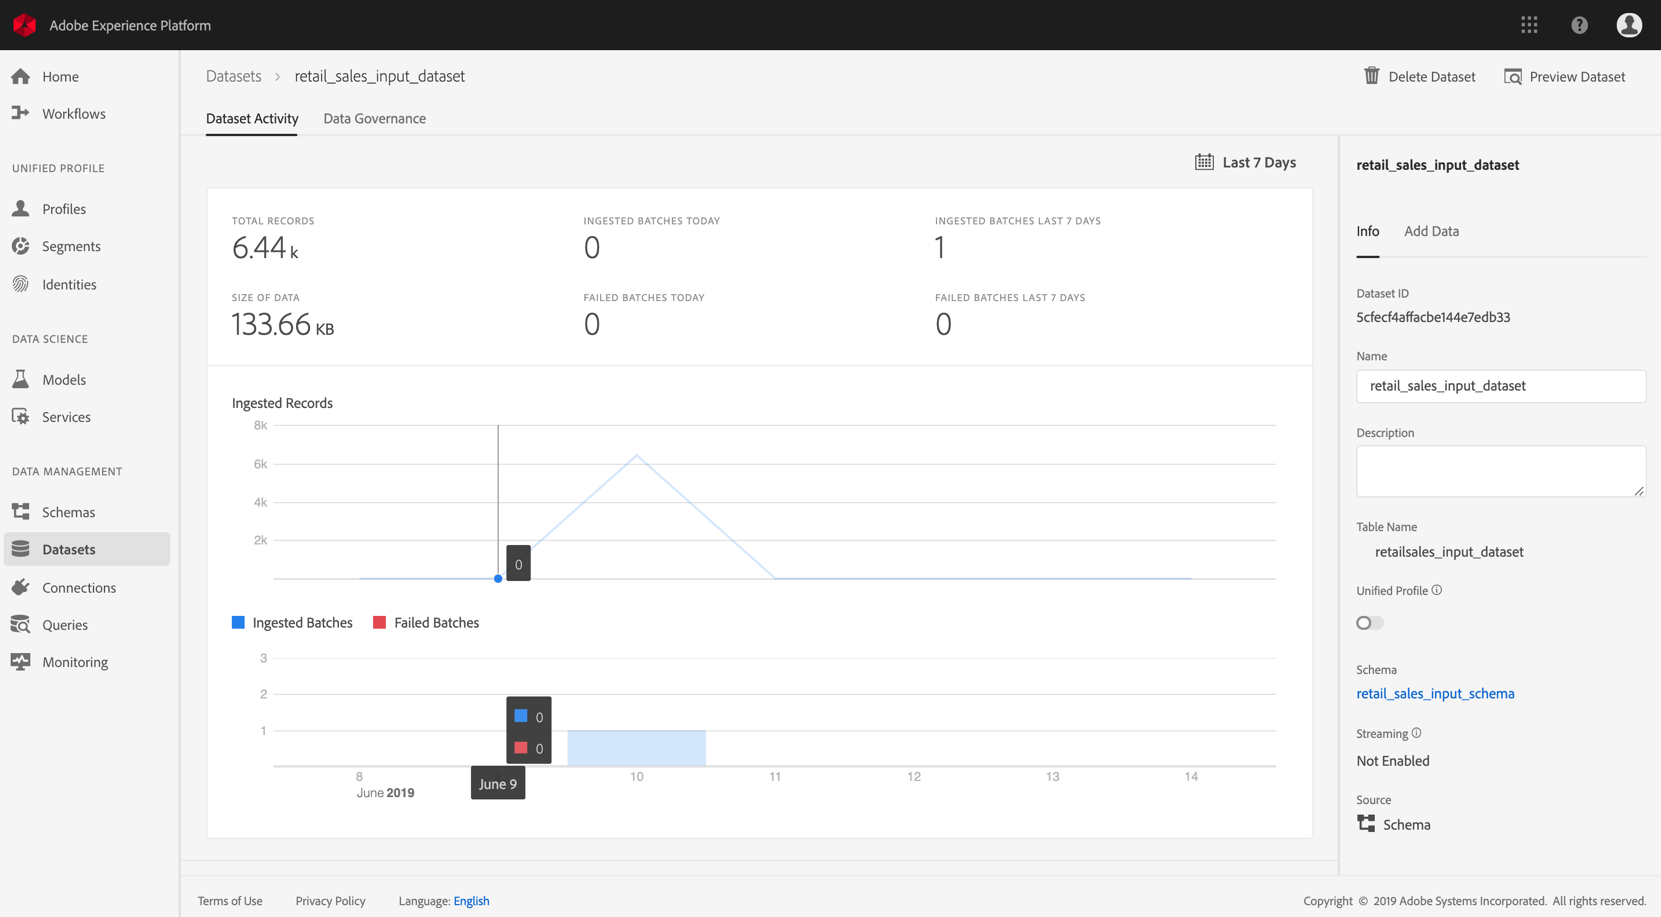 Adobe Experience Platform
Home
Workflows
UNIFIED PROFILE
Profiles
Segments
Identities
DATA SCIENCE
Models
Services
DATA MANAGEMENT
Schemas
Datasets
Connections
Queries
Monitoring
Datasets > retail_sales_input_dataset
Delete Dataset
Preview Dataset
Dataset Activity
Data Governance
Last 7 Days
TOTAL RECORDS
6.44 k
INGESTED BATCHES TODAY
0
INGESTED BATCHES LAST 7 DAYS
1
SIZE OF DATA
133.66 KB
FAILED BATCHES TODAY
0
FAILED BATCHES LAST 7 DAYS
0
Ingested Records
8k
6k
4k
2k
0
Ingested Batches
Failed Batches
3
2
1
0
0
8
10
11
12
13
14
June 2019
June 9
retail_sales_input_dataset
Info
Add Data
Dataset ID
5cfecf4affacbe144e7edb33
Name
retail_sales_input_dataset
Description
Table Name
retailsales_input_dataset
Unified Profile
Schema
retail_sales_input_schema
Streaming
Not Enabled
Source
Schema
Terms of Use
Privacy Policy
Language: English
Copyright © 2019 Adobe Systems Incorporated. All rights reserved.